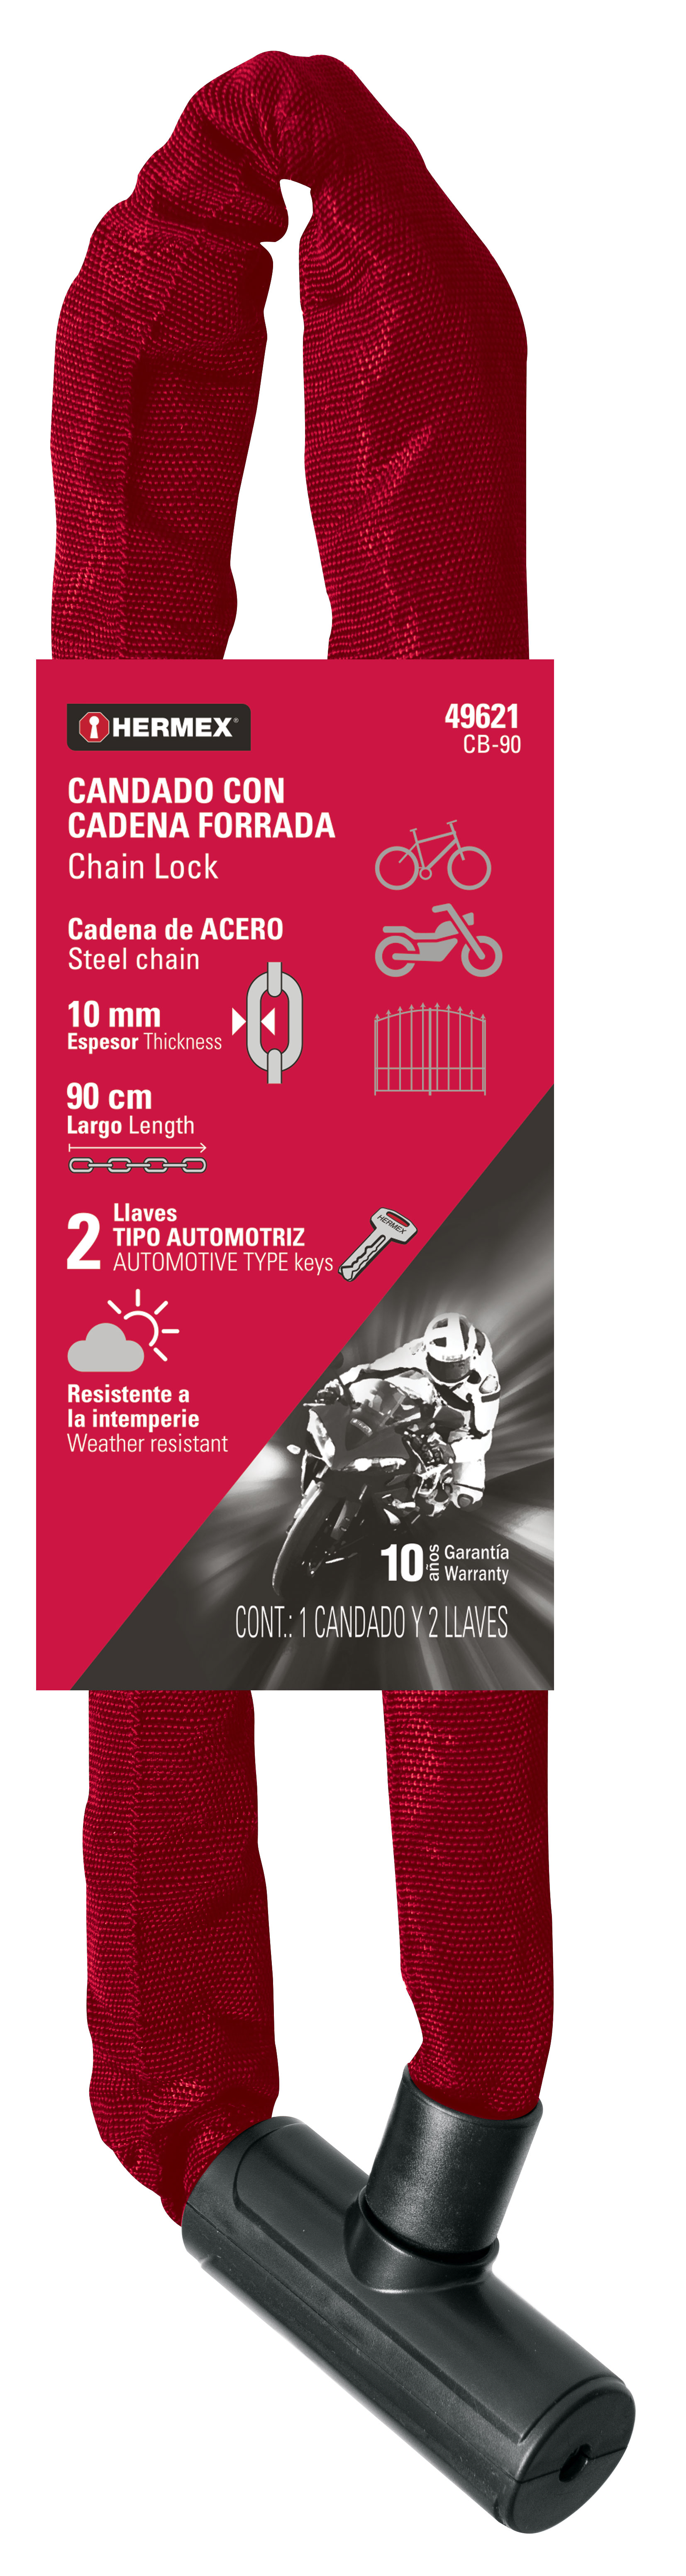 HERMEX®
49621
CB-90
CANDADO CON
CADENA FORRADA
Chain Lock
Cadena de ACERO
Steel chain
10 mm
Espesor Thickness
90 cm
Largo Length
2 Llaves
TIPO AUTOMOTRIZ
AUTOMOTIVE TYPE keys
HERMEX
Resistente a
la intemperie
Weather resistant
10 años Garantía
Warranty
CONT.: 1 CANDADO Y 2 LLAVES